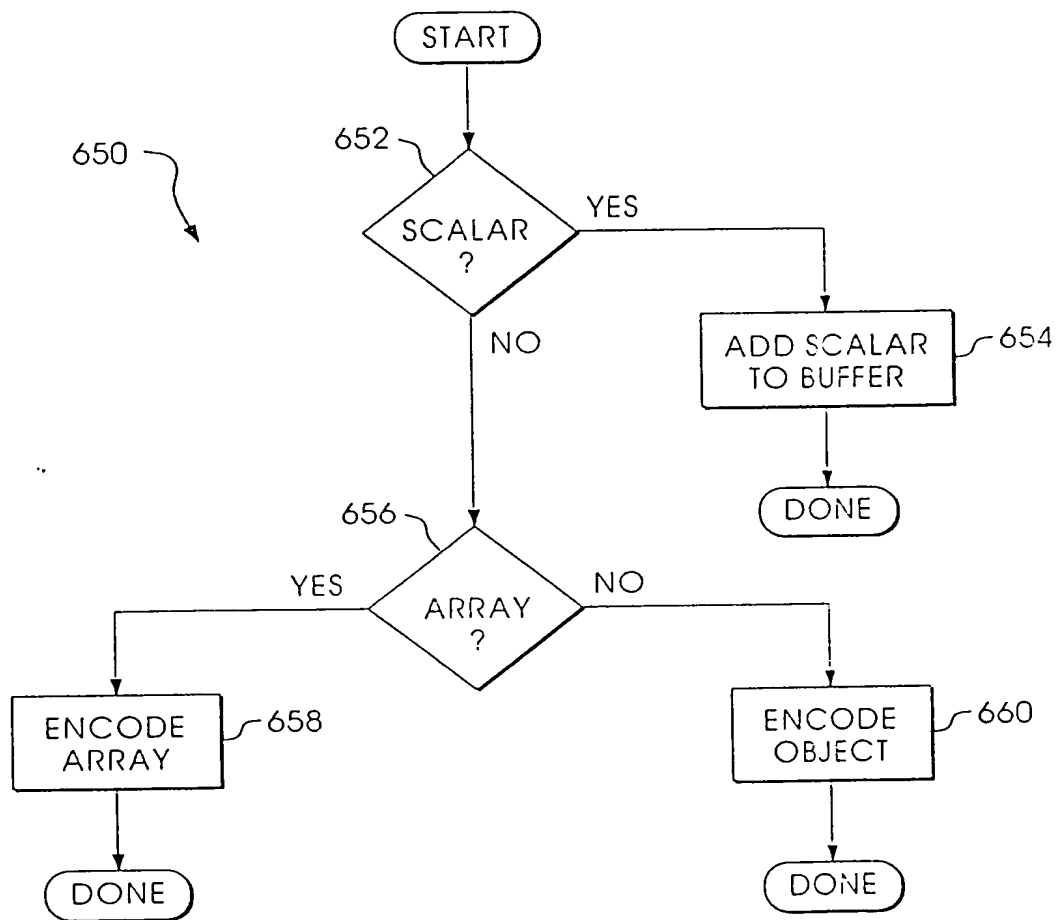 START
650
652
SCALAR
?
YES
NO
ADD SCALAR
TO BUFFER
654
DONE
656
YES
ARRAY
?
NO
ENCODE
ARRAY
658
ENCODE
OBJECT
660
DONE
DONE